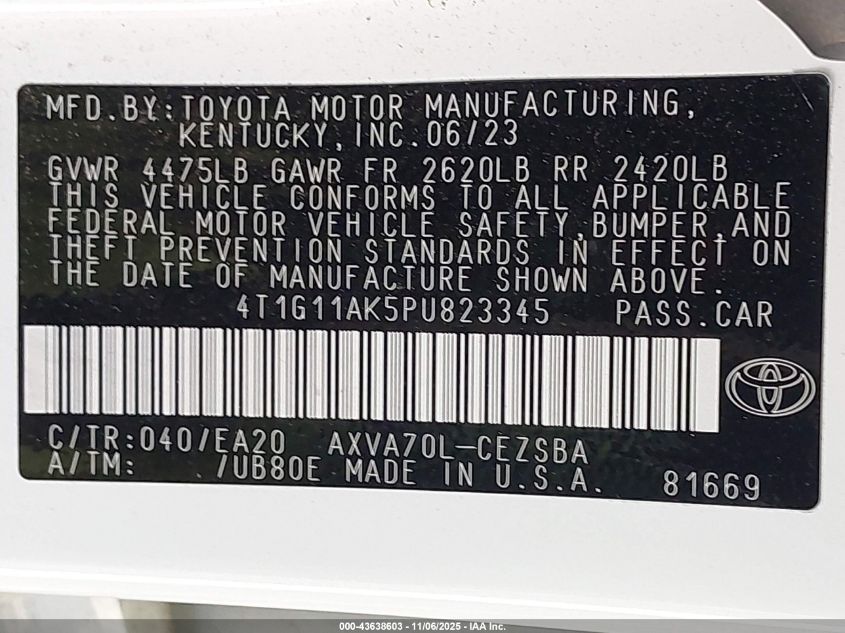 MFD.BY:TOYOTA MOTOR MANUFACTURING,
KENTUCKY,INC.06/23
GVWR 4475LB GAWR FR 2620LB RR 2420LB
THIS VEHICLE CONFORMS TO ALL APPLICABLE
FEDERAL MOTOR VEHICLE SAFETY,BUMPER,AND
THEFT PREVENTION STANDARDS IN EFFECT ON
THE DATE OF MANUFACTURE SHOWN ABOVE.
4T1G11AK5PU823345 PASS.CAR
C/TR:040/EA20 AXVA70L-CEZSBA
A/TM: /UB80E MADE IN U.S.A. 81669
000-43638603 - 11/06/2025 - IAA Inc.